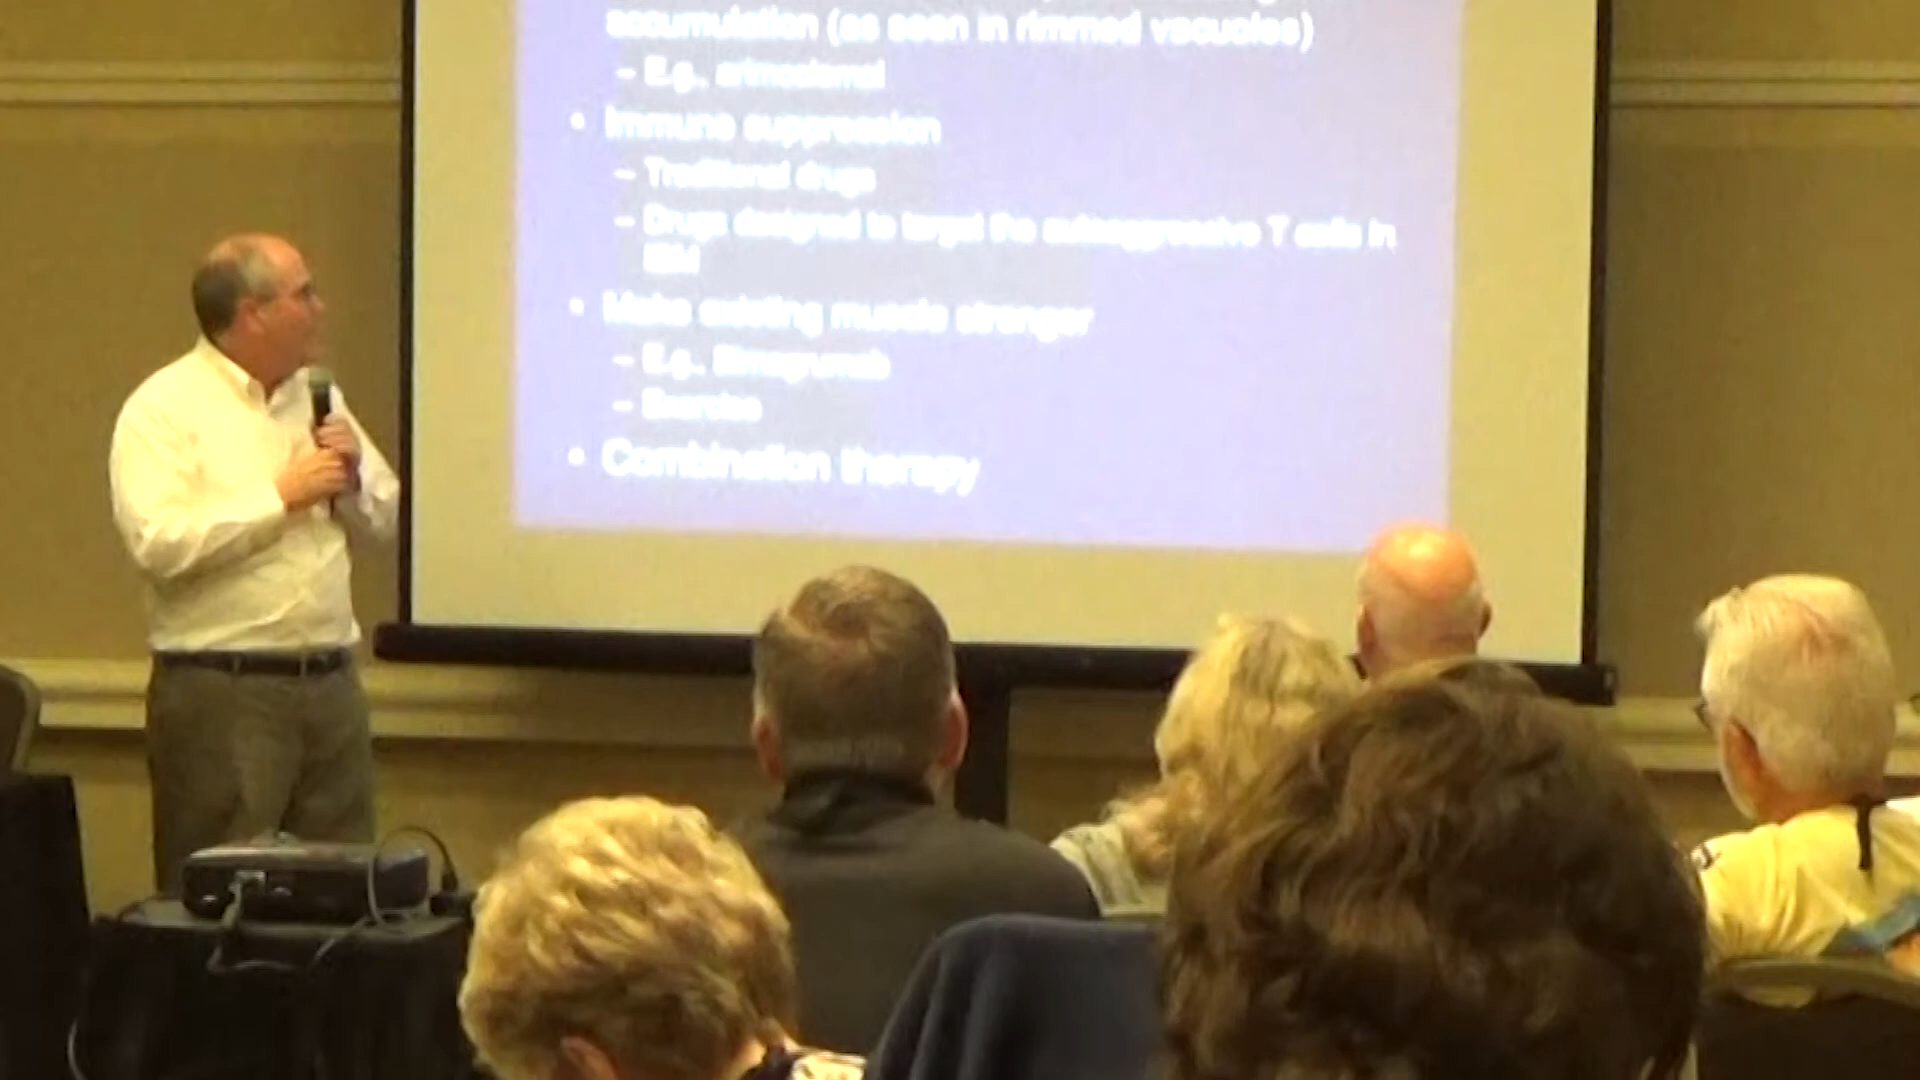 accumulation (as seen in rimmed vacuoles)
– E.g., arimoclomal
• Immune suppression
– Traditional drugs
– Drugs designed to target the autoaggressive T cells in
IBM
• Make existing muscle stronger
– E.g., Bimagrumab
– Exercise
• Combination therapy